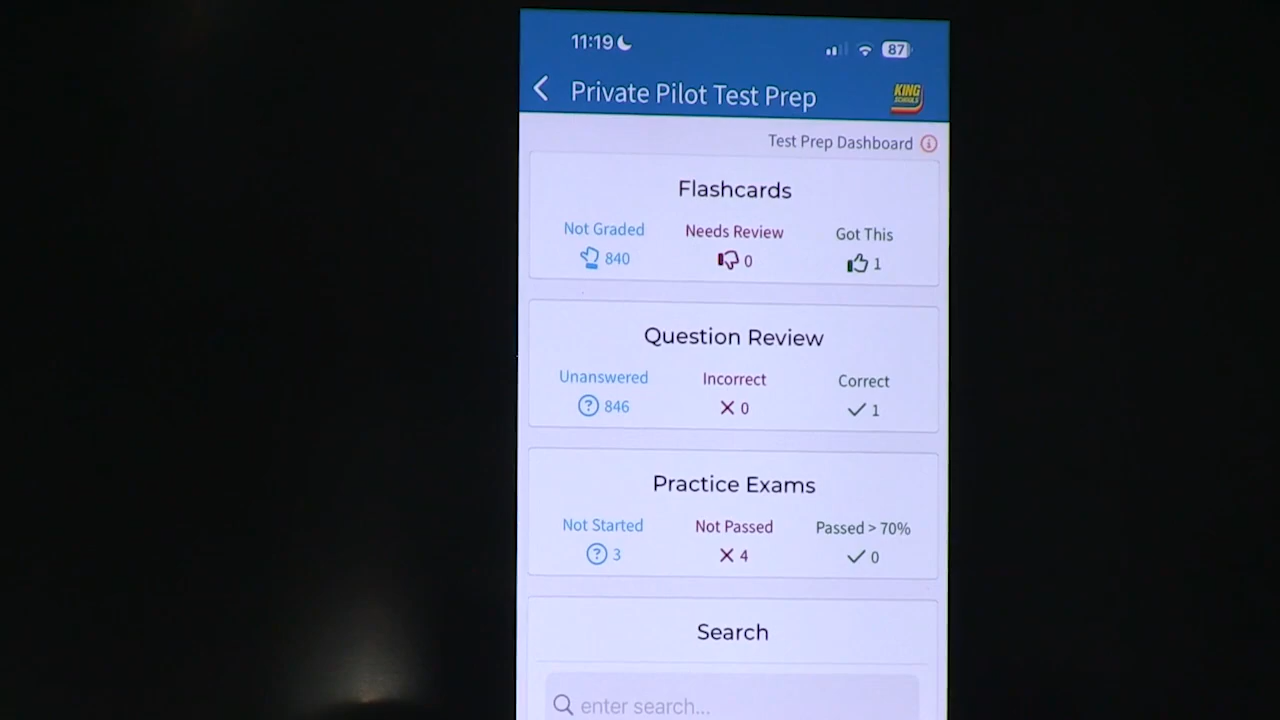 11:19
87
Private Pilot Test Prep
KING
SCHOOLS
Test Prep Dashboard
Flashcards
Not Graded Needs Review Got This
840 0 1
Question Review
Unanswered Incorrect Correct
846 0 1
Practice Exams
Not Started Not Passed Passed > 70%
3 4 0
Search
enter search...